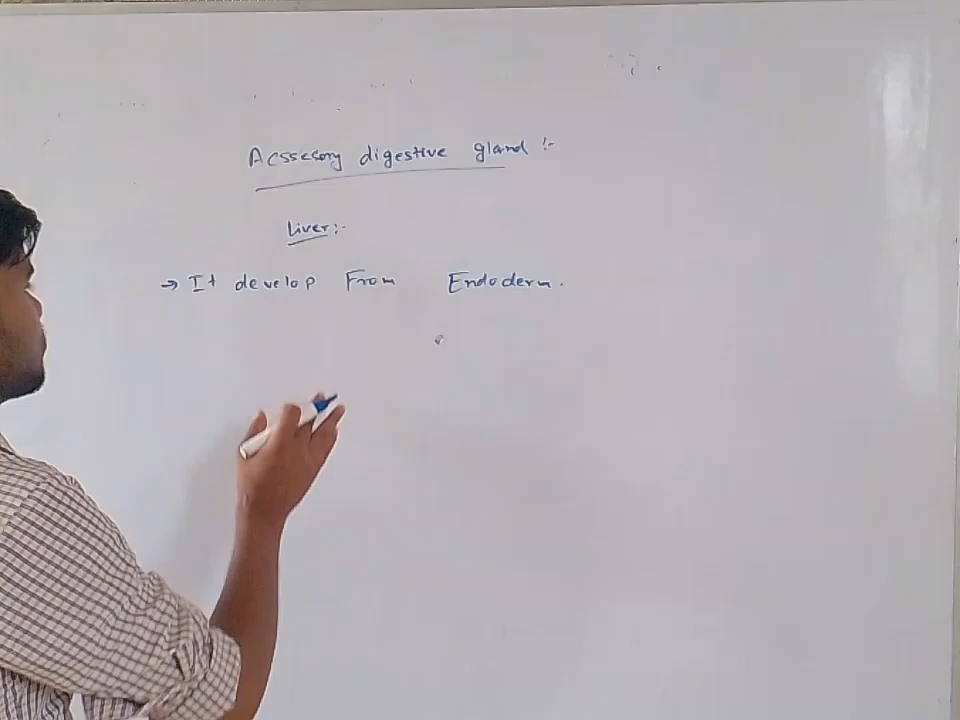 Acssesory digestive gland :-
Liver:-
→ It develop From Endoderm.